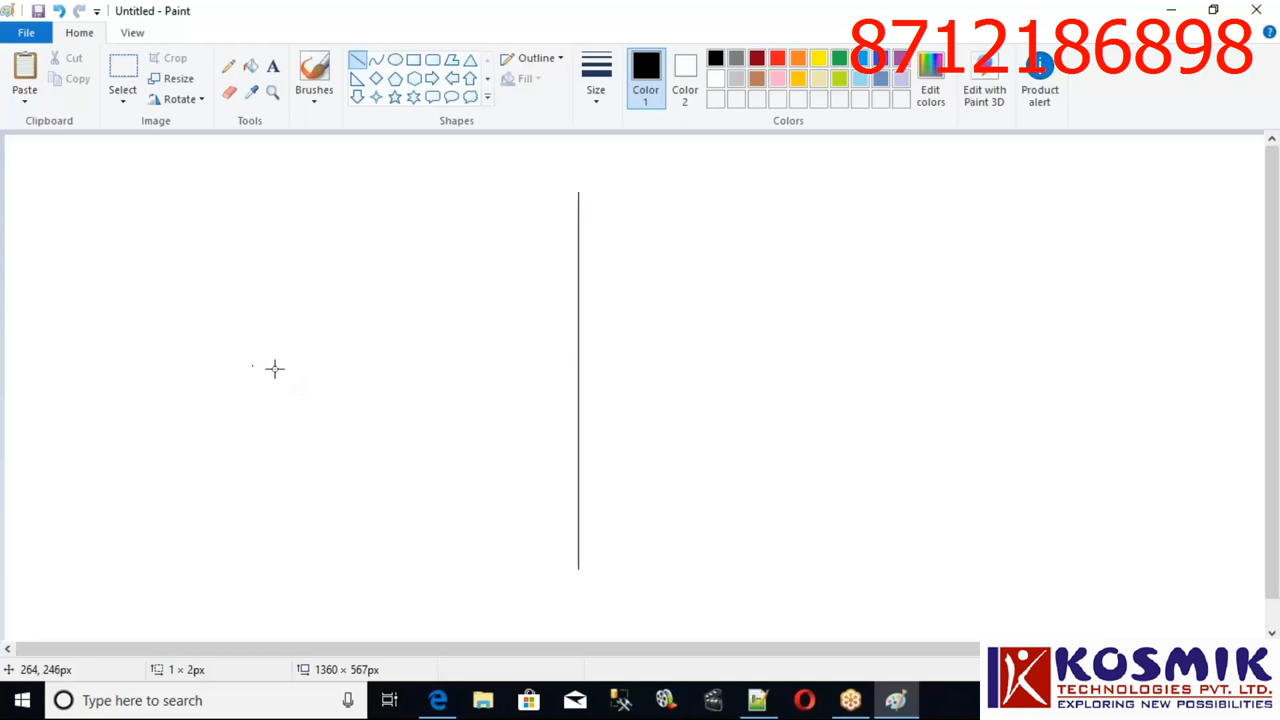 Untitled - Paint
File Home View
8712186898
Paste
Cut
Copy
Clipboard
Select
Crop
Resize
Rotate
Image
A
Tools
Brushes
Shapes
Outline
Fill
Size
Color 1
Color 2
Colors
Edit colors
Edit with Paint 3D
Product alert
264, 246px
1 × 2px
1360 × 567px
Type here to search
KOSMIK
TECHNOLOGIES PVT. LTD.
EXPLORING NEW POSSIBILITIES